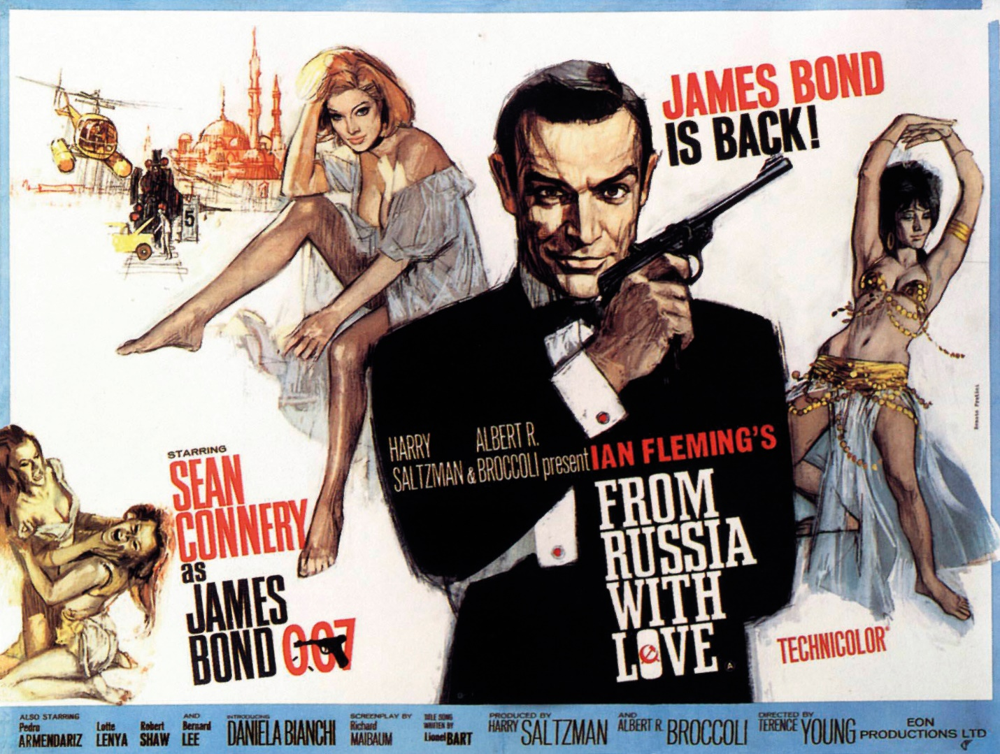 JAMES BOND
IS BACK!
5
STARRING
SEAN
CONNERY
as
JAMES
BOND 007
HARRY
SALTZMAN & ALBERT R.
BROCCOLI present IAN FLEMING'S
FROM
RUSSIA
WITH
LOVE
A
TECHNICOLOR®
Renato Fratini
ALSO STARRING
Pedro
ARMENDARIZ
Lotte
LENYA
Robert
SHAW
AND
Bernard
LEE
INTRODUCING
DANIELA BIANCHI
SCREENPLAY BY
Richard
MAIBAUM
TITLE SONG
WRITTEN BY
Lionel BART
PRODUCED BY
HARRY SALTZMAN
AND
ALBERT R. BROCCOLI
DIRECTED BY
TERENCE YOUNG
EON
PRODUCTIONS LTD